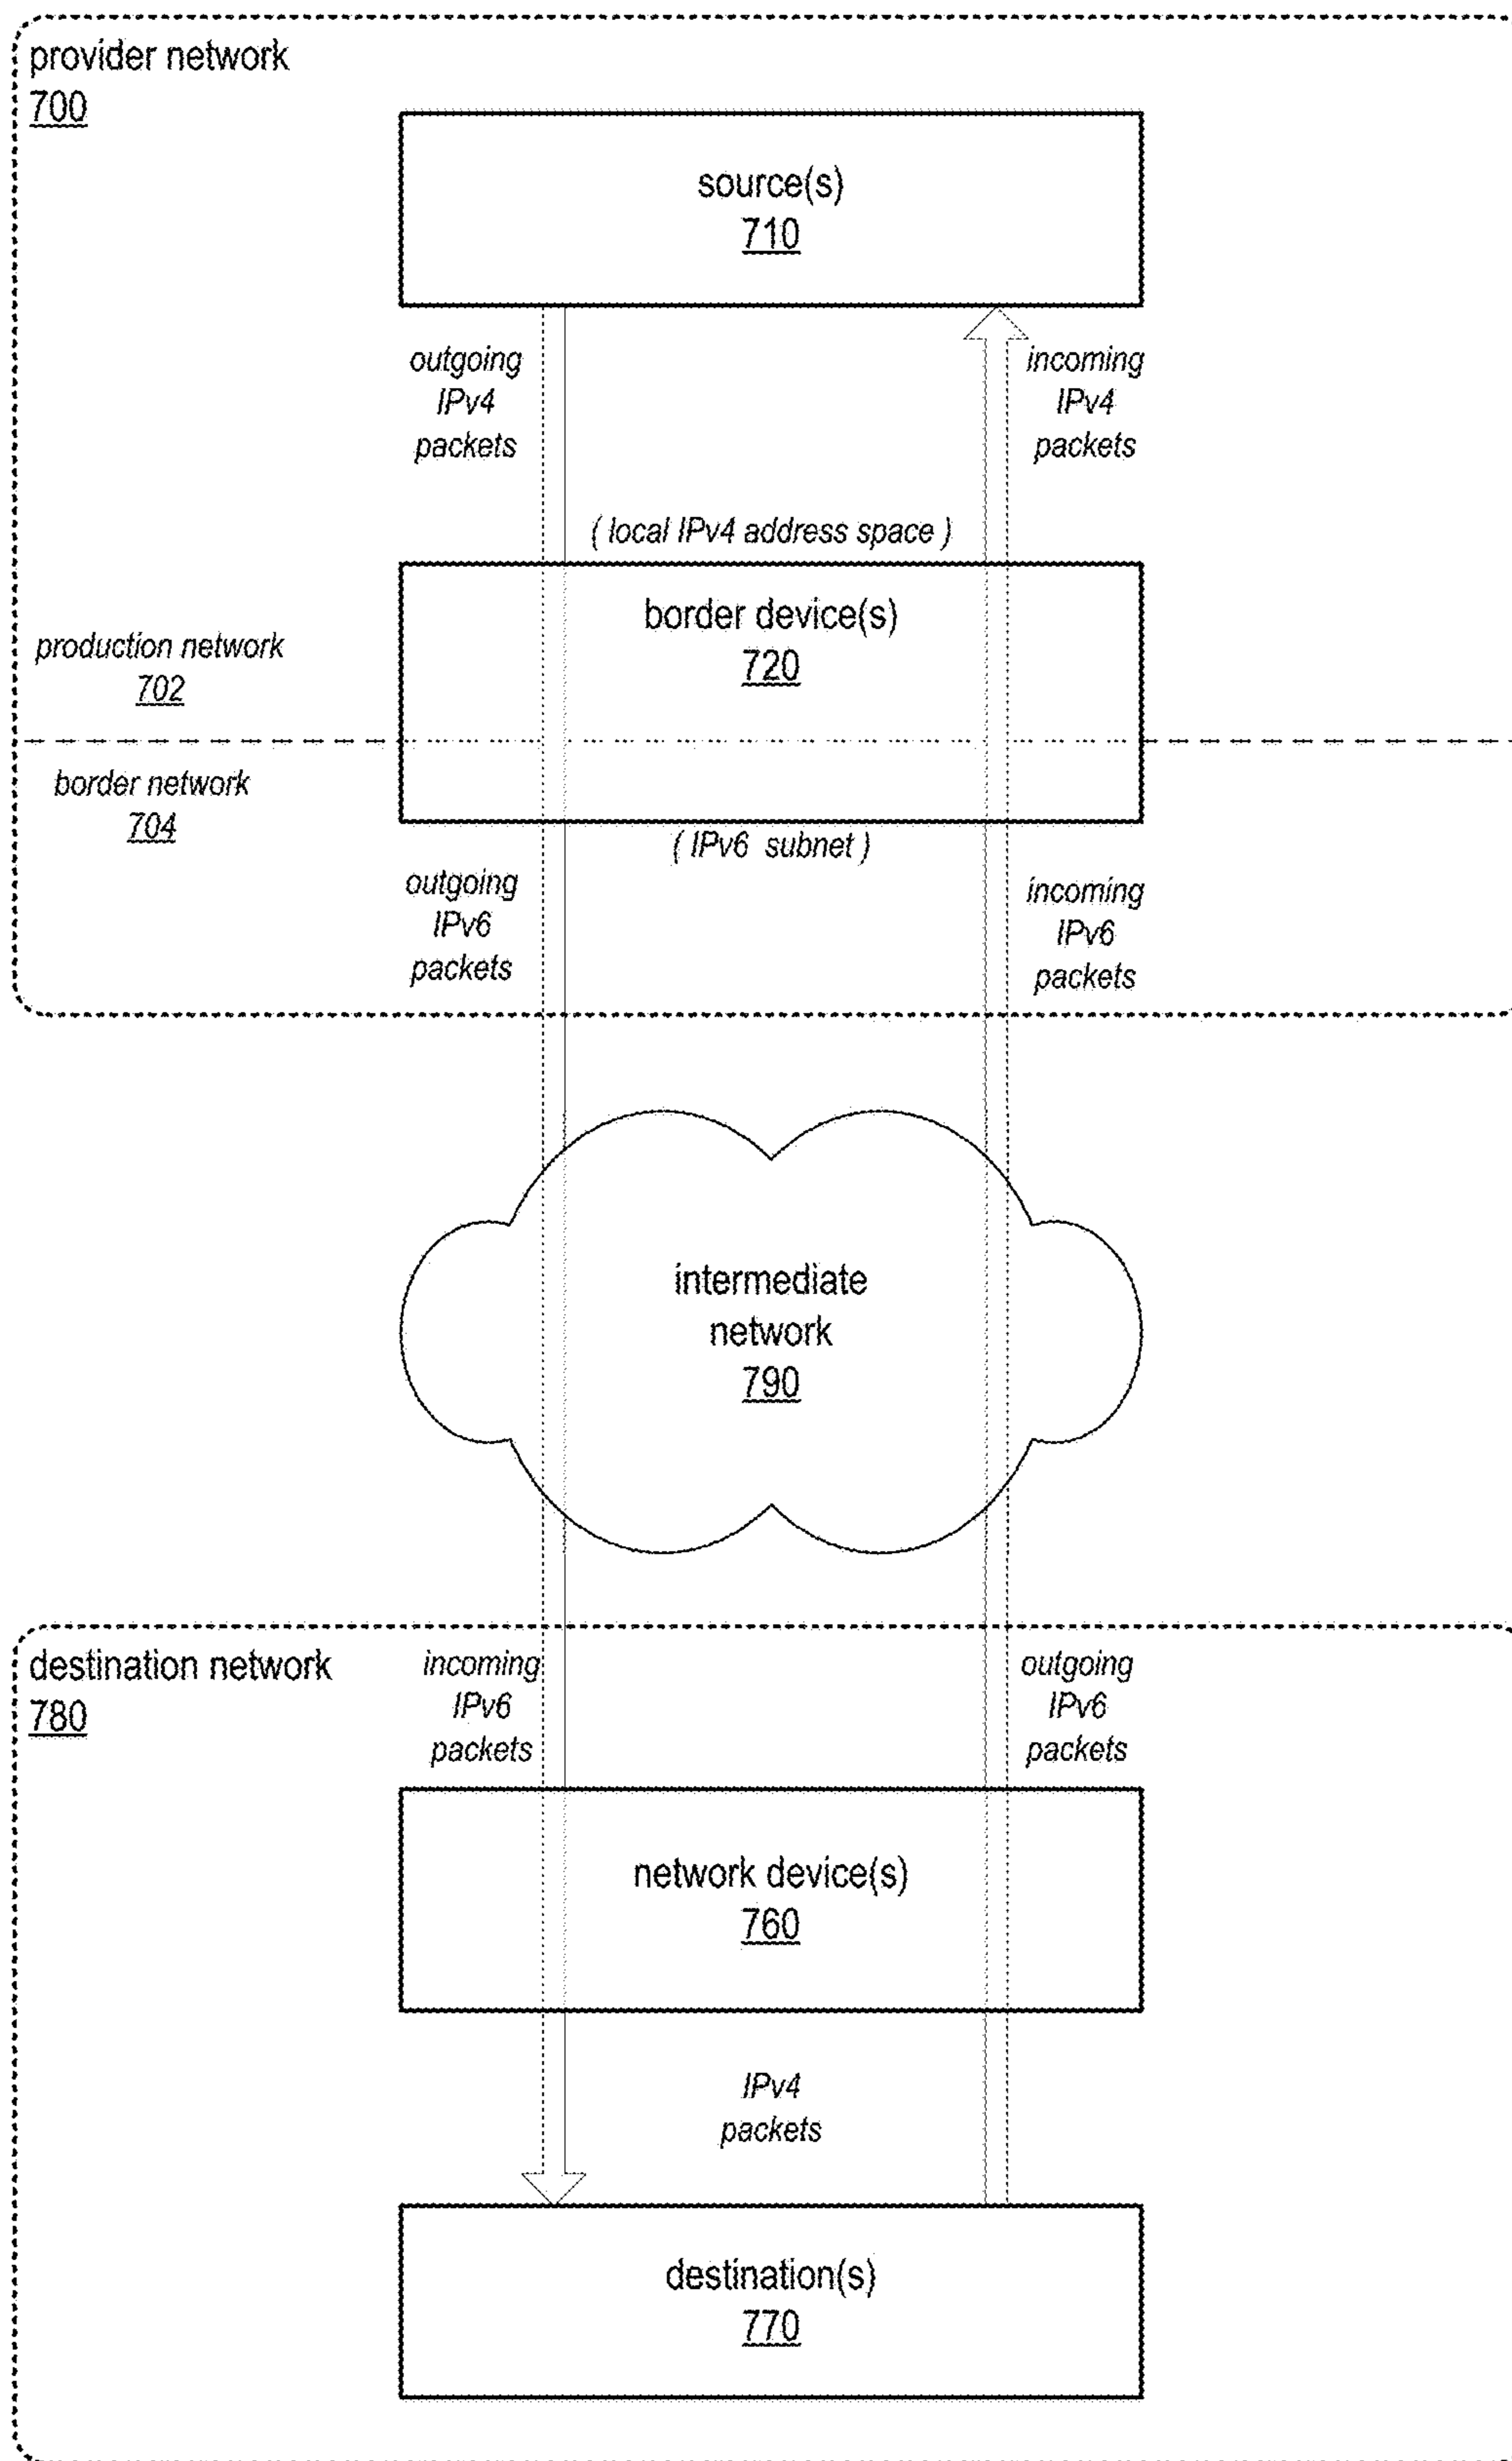 provider network
700
source(s)
710
outgoing
IPv4
packets
incoming
IPv4
packets
( local IPv4 address space )
border device(s)
720
production network
702
border network
704
( IPv6 subnet )
outgoing
IPv6
packets
incoming
IPv6
packets
intermediate
network
790
destination network
780
incoming
IPv6
packets
outgoing
IPv6
packets
network device(s)
760
IPv4
packets
destination(s)
770